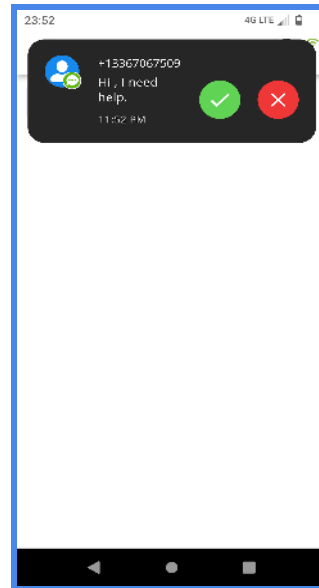 23:52
4G LTE
+13367067509
Hi , I need
help.
11:52 PM